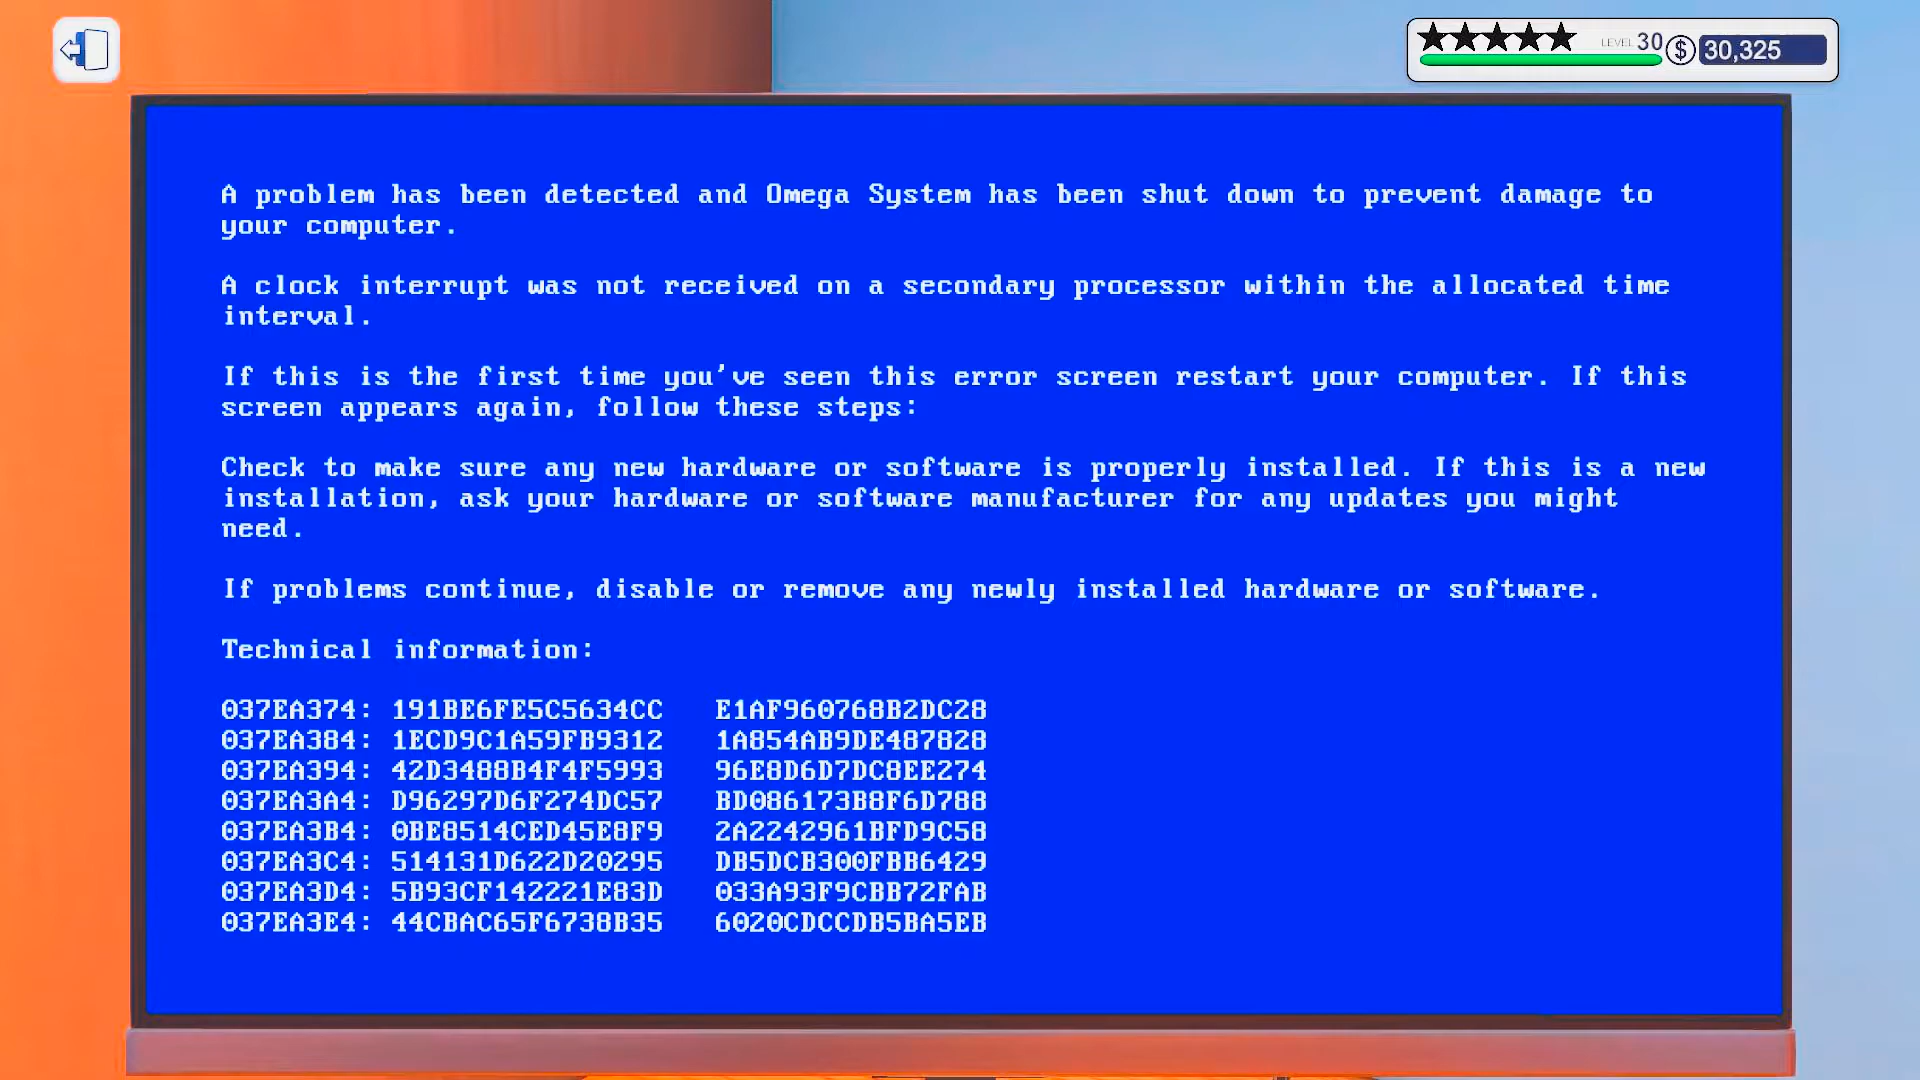 ★★★★★ LEVEL 30 $ 30,325
A problem has been detected and Omega System has been shut down to prevent damage to
your computer.
A clock interrupt was not received on a secondary processor within the allocated time
interval.
If this is the first time you've seen this error screen restart your computer. If this
screen appears again, follow these steps:
Check to make sure any new hardware or software is properly installed. If this is a new
installation, ask your hardware or software manufacturer for any updates you might
need.
If problems continue, disable or remove any newly installed hardware or software.
Technical information:
037EA374: 191BE6FE5C5634CC E1AF960768B2DC28
037EA384: 1ECD9C1A59FB9312 1A854AB9DE487828
037EA394: 42D3488B4F4F5993 96E8D6D7DC8EE274
037EA3A4: D96297D6F274DC57 BD086173B8F6D788
037EA3B4: 0BE8514CED45E8F9 2A2242961BFD9C58
037EA3C4: 514131D622D20295 DB5DCB300FBB6429
037EA3D4: 5B93CF142221E83D 033A93F9CBB72FAB
037EA3E4: 44CBAC65F6738B35 6020CDCCDB5BA5EB